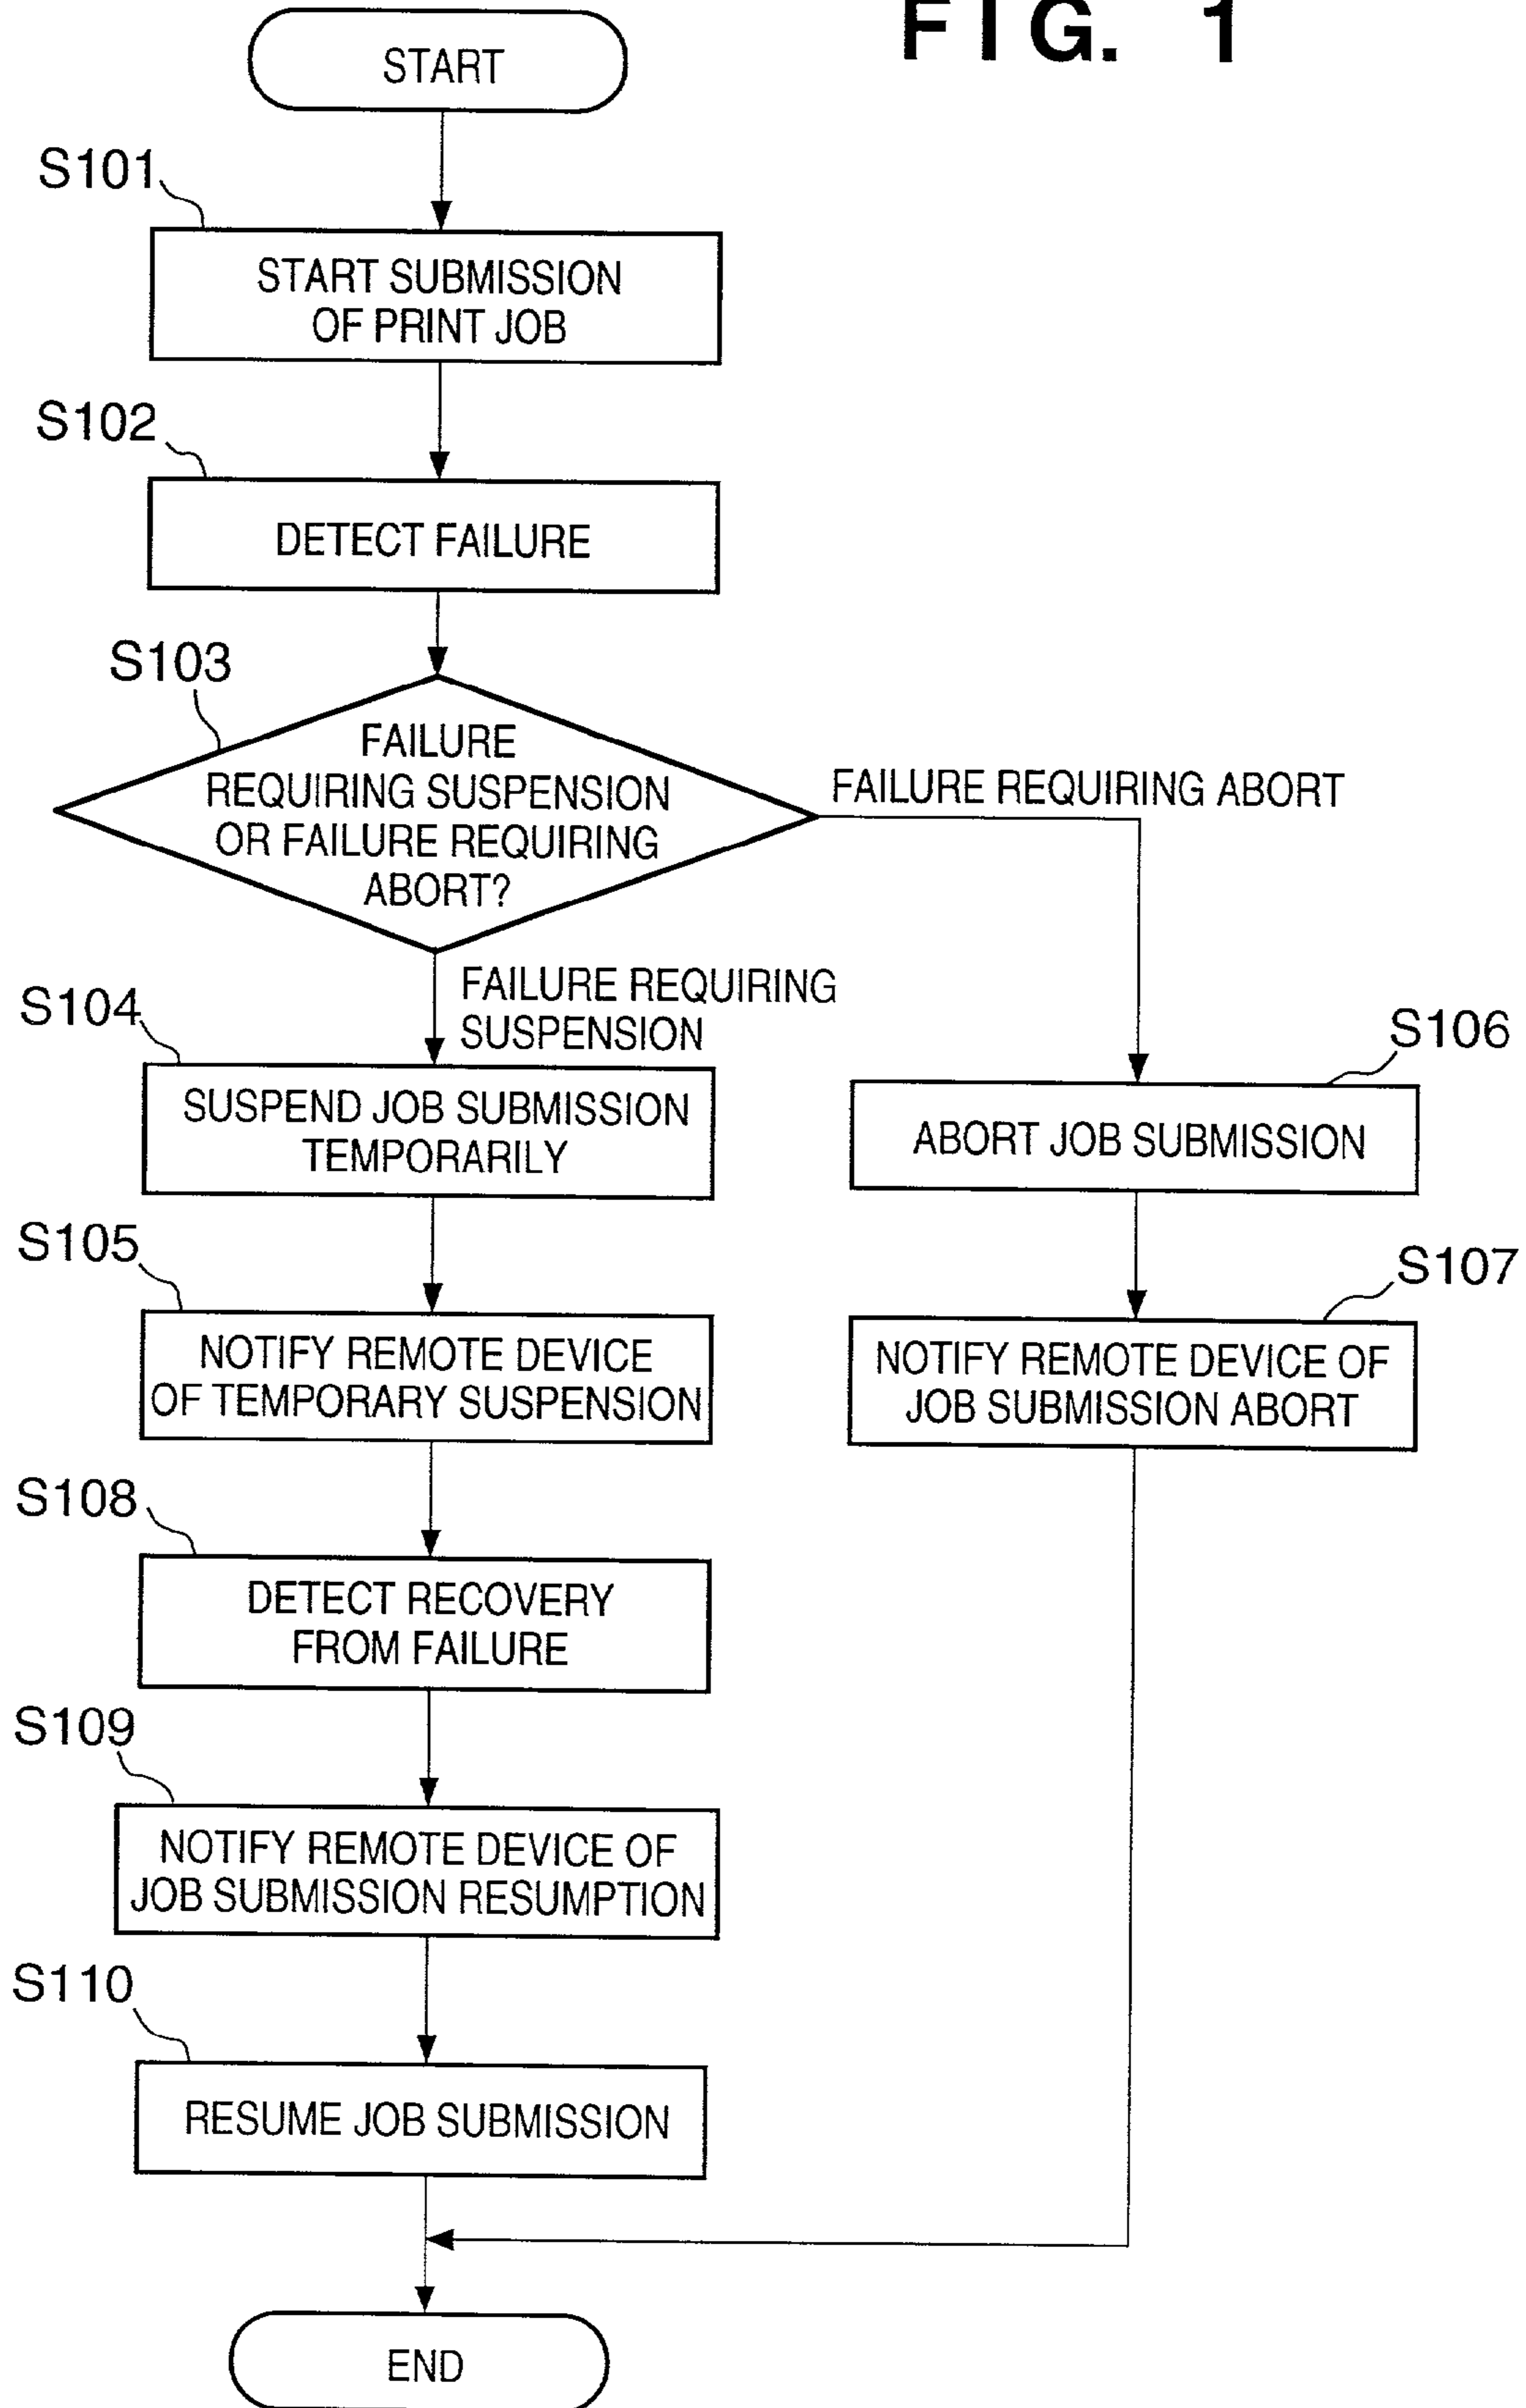 FIG. 1
START
S101
START SUBMISSION
OF PRINT JOB
S102
DETECT FAILURE
S103
FAILURE
REQUIRING SUSPENSION
OR FAILURE REQUIRING
ABORT?
FAILURE REQUIRING ABORT
FAILURE REQUIRING
SUSPENSION
S104
SUSPEND JOB SUBMISSION
TEMPORARILY
S106
ABORT JOB SUBMISSION
S105
NOTIFY REMOTE DEVICE
OF TEMPORARY SUSPENSION
S107
NOTIFY REMOTE DEVICE OF
JOB SUBMISSION ABORT
S108
DETECT RECOVERY
FROM FAILURE
S109
NOTIFY REMOTE DEVICE OF
JOB SUBMISSION RESUMPTION
S110
RESUME JOB SUBMISSION
END